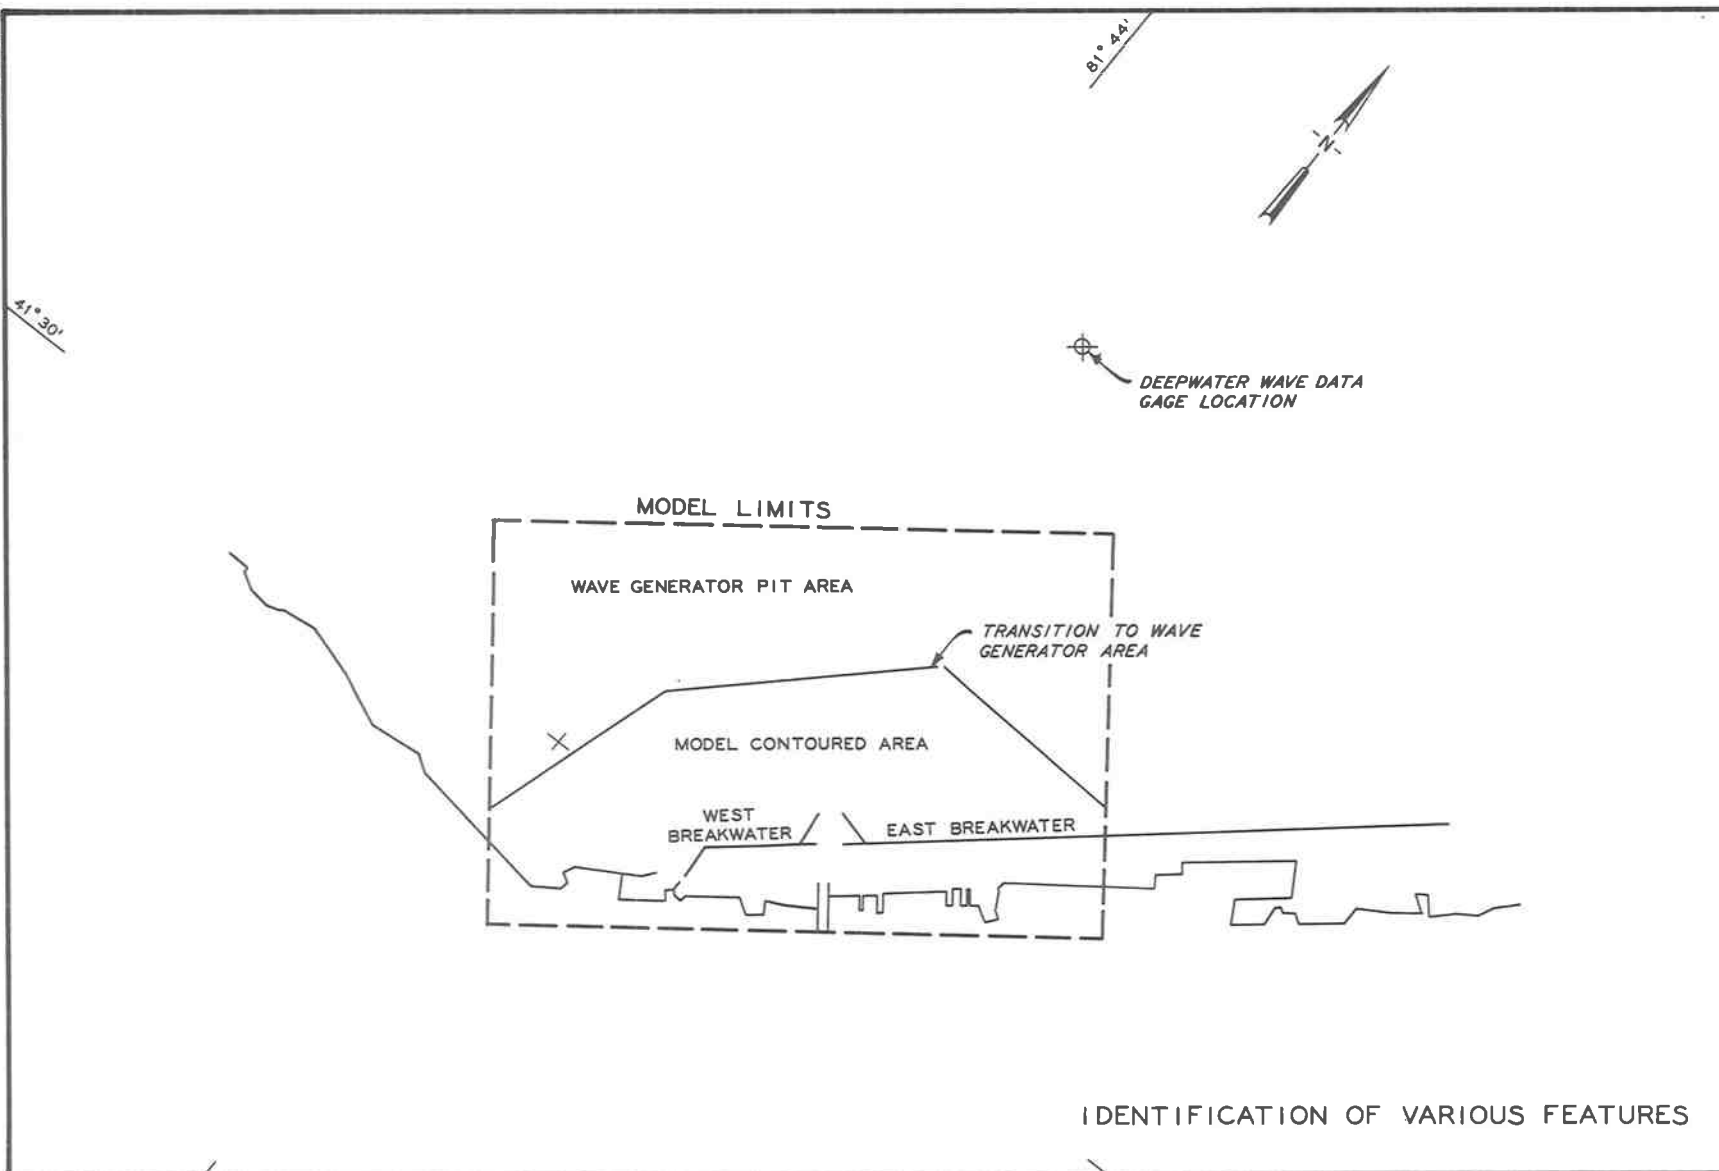 81° 44'
-N-
41° 30'
DEEPWATER WAVE DATA
GAGE LOCATION
MODEL LIMITS
WAVE GENERATOR PIT AREA
TRANSITION TO WAVE
GENERATOR AREA
MODEL CONTOURED AREA
WEST
BREAKWATER
EAST BREAKWATER
IDENTIFICATION OF VARIOUS FEATURES